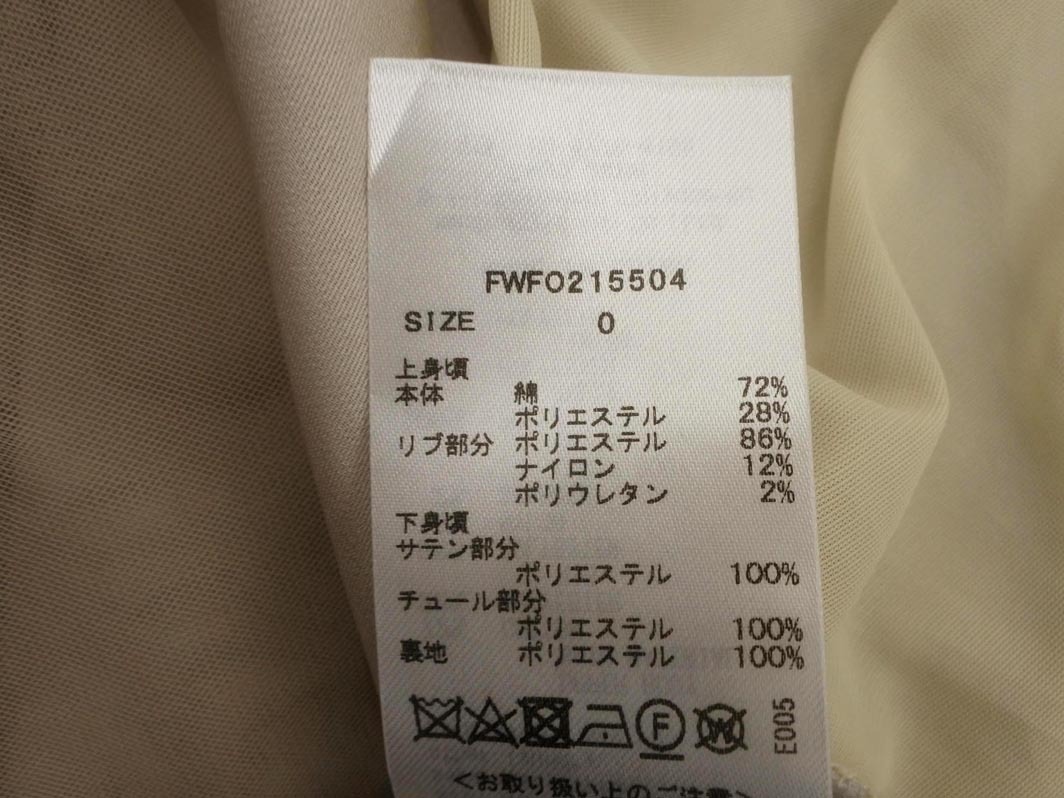 FWFO215504
SIZE 0
上身頃
本体 綿 72%
ポリエステル 28%
リブ部分 ポリエステル 86%
ナイロン 12%
ポリウレタン 2%
下身頃
サテン部分
ポリエステル 100%
チュール部分
ポリエステル 100%
裏地 ポリエステル 100%
F W E005
<お取り扱い上のご注意>